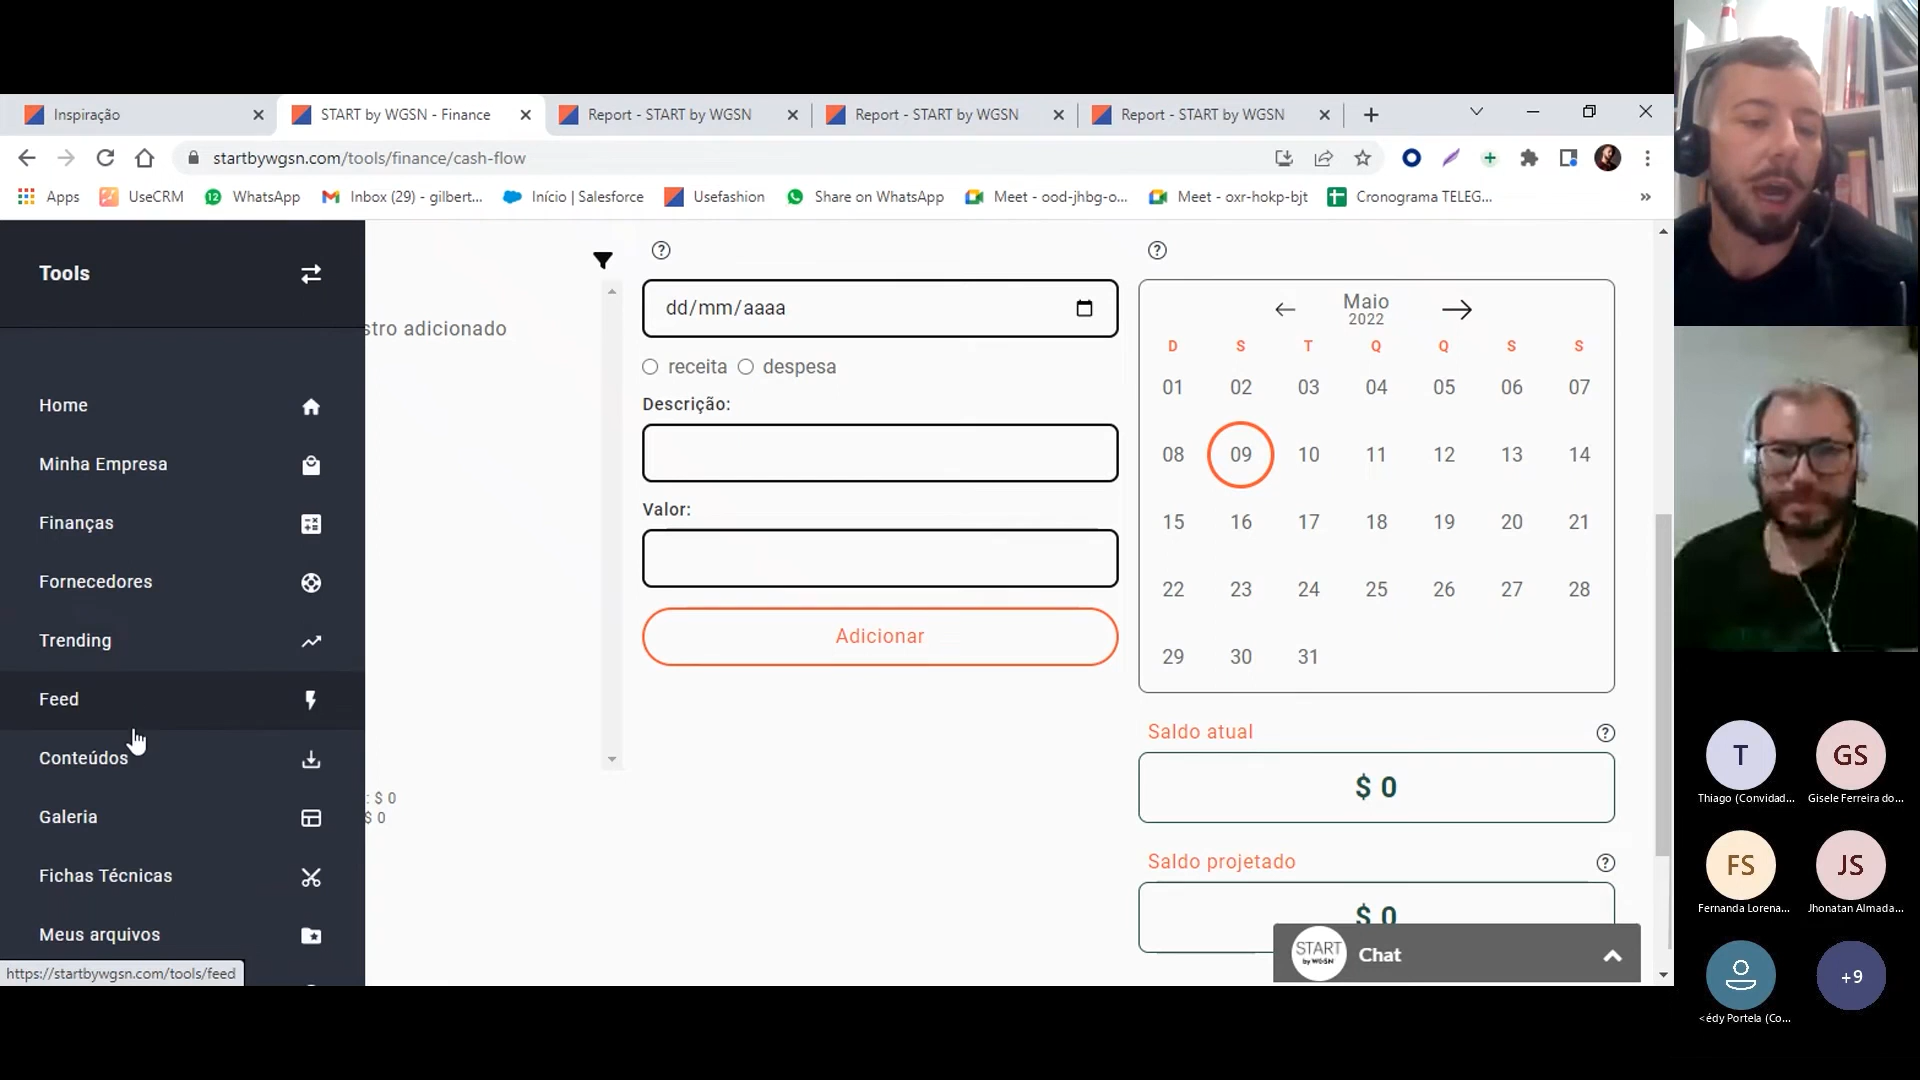 Inspiração
START by WGSN - Finance
Report - START by WGSN
Report - START by WGSN
Report - START by WGSN
startbywgsn.com/tools/finance/cash-flow
Apps
UseCRM
12
WhatsApp
Inbox (29) - gilbert...
Início | Salesforce
Usefashion
Share on WhatsApp
Meet - ood-jhbg-o...
Meet - oxr-hokp-bjt
Cronograma TELEG...
»
Tools
Home
Minha Empresa
Finanças
Fornecedores
Trending
Feed
Conteúdos
Galeria
Fichas Técnicas
Meus arquivos
https://startbywgsn.com/tools/feed
stro adicionado
: $ 0
$ 0
?
dd/mm/aaaa
receita despesa
Descrição:
Valor:
Adicionar
?
Maio
2022
D S T Q Q S S
01 02 03 04 05 06 07
08 09 10 11 12 13 14
15 16 17 18 19 20 21
22 23 24 25 26 27 28
29 30 31
Saldo atual ?
$ 0
Saldo projetado ?
$ 0
START
by WGSN
Chat
T
Thiago (Convidad...
GS
Gisele Ferreira do...
FS
Fernanda Lorena...
JS
Jhonatan Almada...
<édy Portela (Co...
+9